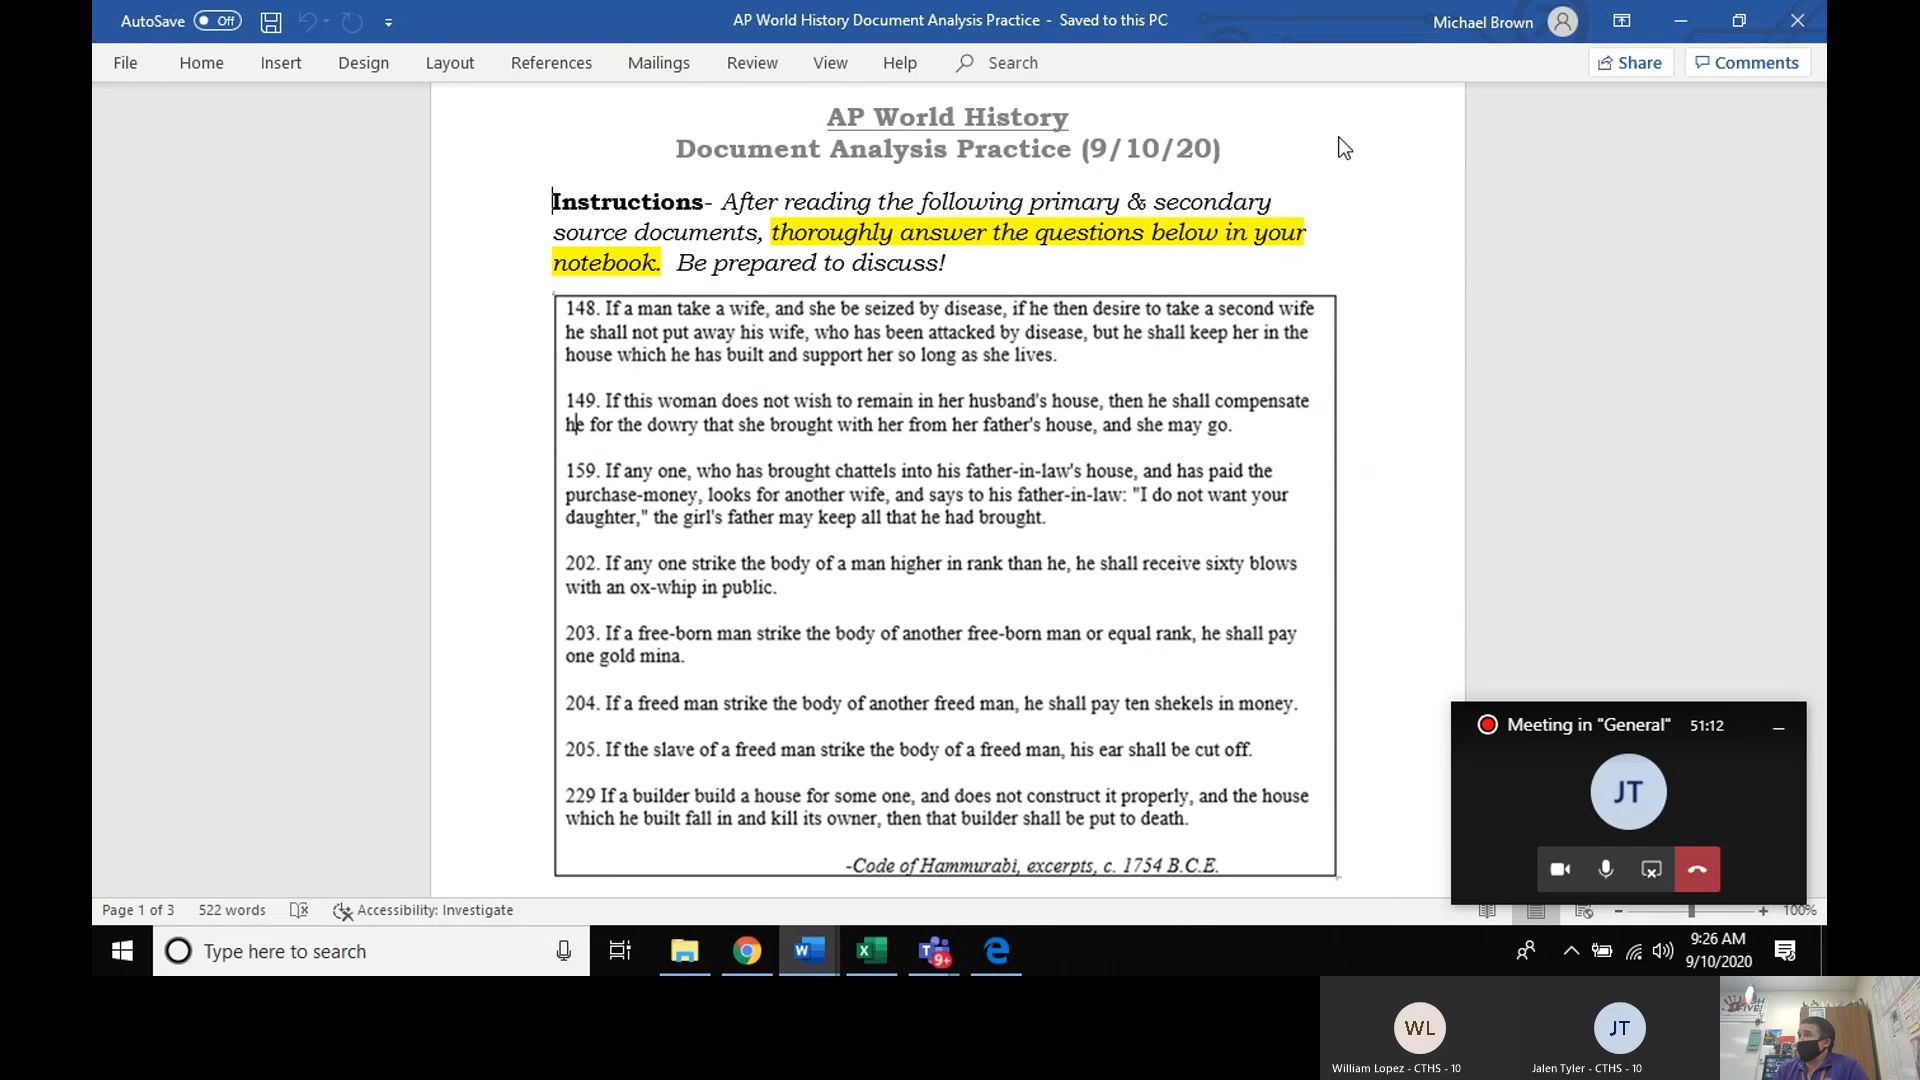 AutoSave Off AP World History Document Analysis Practice - Saved to this PC Michael Brown
File Home Insert Design Layout References Mailings Review View Help Search Share Comments
AP World History
Document Analysis Practice (9/10/20)
Instructions- After reading the following primary & secondary
source documents, thoroughly answer the questions below in your
notebook. Be prepared to discuss!
148. If a man take a wife, and she be seized by disease, if he then desire to take a second wife
he shall not put away his wife, who has been attacked by disease, but he shall keep her in the
house which he has built and support her so long as she lives.
149. If this woman does not wish to remain in her husband's house, then he shall compensate
he for the dowry that she brought with her from her father's house, and she may go.
159. If any one, who has brought chattels into his father-in-law's house, and has paid the
purchase-money, looks for another wife, and says to his father-in-law: "I do not want your
daughter," the girl's father may keep all that he had brought.
202. If any one strike the body of a man higher in rank than he, he shall receive sixty blows
with an ox-whip in public.
203. If a free-born man strike the body of another free-born man or equal rank, he shall pay
one gold mina.
204. If a freed man strike the body of another freed man, he shall pay ten shekels in money.
205. If the slave of a freed man strike the body of a freed man, his ear shall be cut off.
229 If a builder build a house for some one, and does not construct it properly, and the house
which he built fall in and kill its owner, then that builder shall be put to death.
-Code of Hammurabi, excerpts, c. 1754 B.C.E.
Meeting in "General" 51:12
JT
Page 1 of 3 522 words Accessibility: Investigate 100%
Type here to search 9+ 9:26 AM
9/10/2020
WL JT
William Lopez - CTHS - 10 Jalen Tyler - CTHS - 10